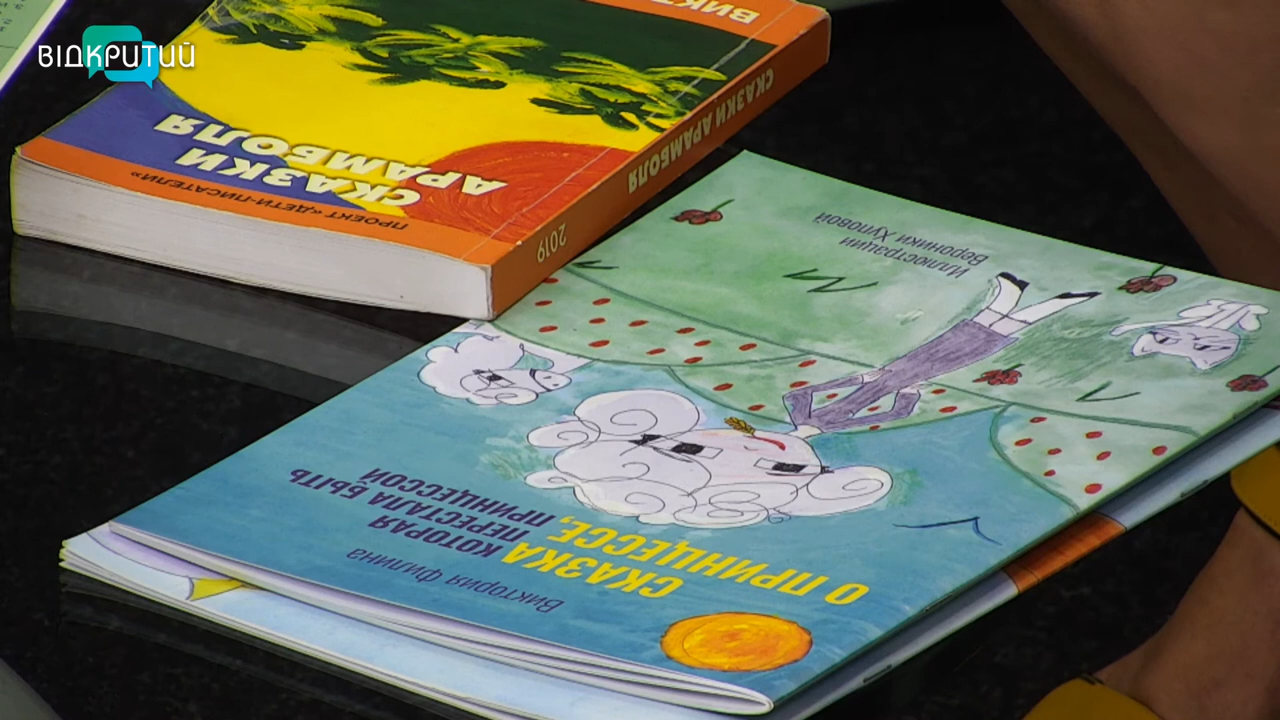 ВІДКРИТИЙ
СКАЗКИ
АРАМБОЛЯ
ПРОЕКТ «ДЕТИ-ПИСАТЕЛИ»
СКАЗКИ АРАМБОЛЯ
2019
Виктория Филина
СКАЗКА
О ПРИНЦЕССЕ,
КОТОРАЯ
ПЕРЕСТАЛА БЫТЬ
ПРИНЦЕССОЙ
Иллюстрации
Вероники Хуповой